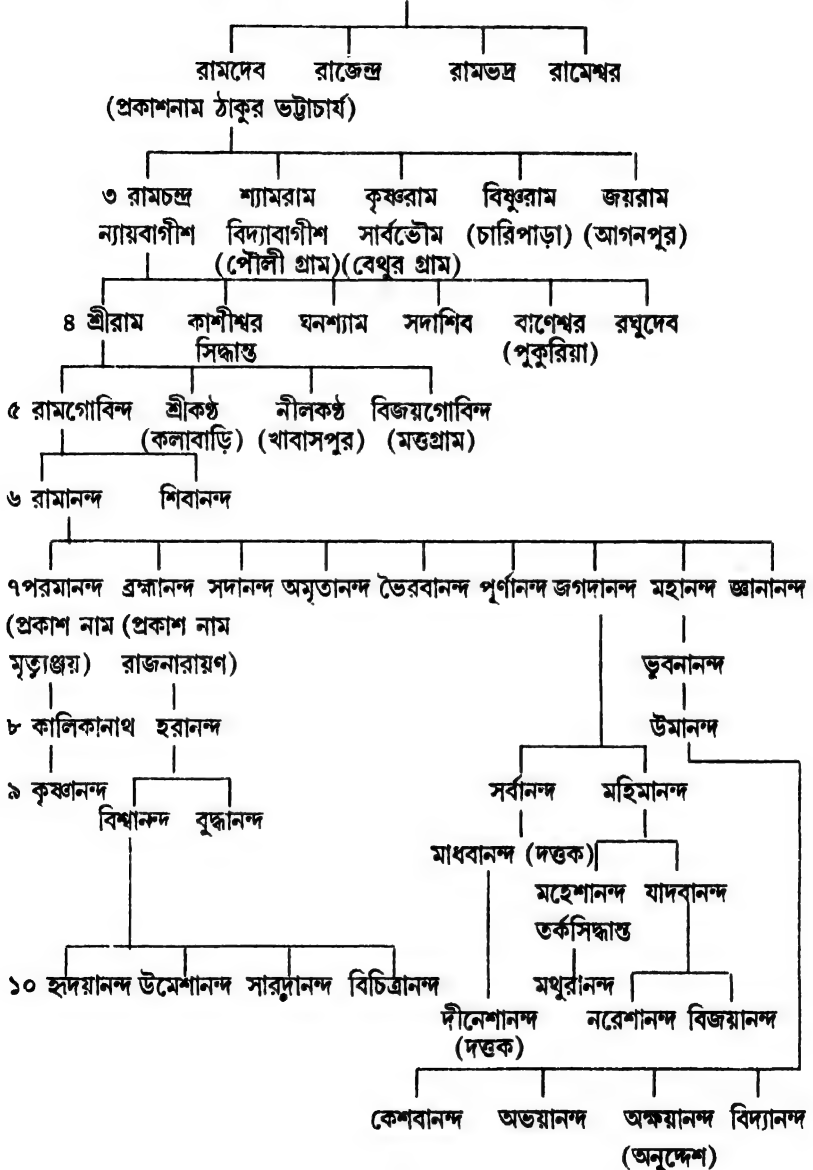 রামদেব রাজেন্দ্র রামভদ্র রামেশ্বর
(প্রকাশনাম ঠাকুর ভট্টাচার্য)
৩ রামচন্দ্র শ্যামরাম কৃষ্ণরাম বিষ্ণুরাম জয়রাম
ন্যায়বাগীশ বিদ্যাবাগীশ সার্বভৌম (চারিপাড়া) (আগনপুর)
(পৌলী গ্রাম) (বেথুর গ্রাম)
৪ শ্রীরাম কাশীশ্বর ঘনশ্যাম সদাশিব বাণেশ্বর রঘুদেব
সিদ্ধান্ত (পুকুরিয়া)
৫ রামগোবিন্দ শ্রীকণ্ঠ নীলকণ্ঠ বিজয়গোবিন্দ
(কলাবাড়ি) (খাবাসপুর) (মত্তগ্রাম)
৬ রামানন্দ শিবানন্দ
৭পরমানন্দ ব্রহ্মানন্দ সদানন্দ অমৃতানন্দ ভৈরবানন্দ পূর্ণানন্দ জগদানন্দ মহানন্দ জ্ঞানানন্দ
(প্রকাশ নাম (প্রকাশ নাম
মৃত্যুঞ্জয়) রাজনারায়ণ) ভুবনানন্দ
৮ কালিকানাথ হরানন্দ উমানন্দ
৯ কৃষ্ণানন্দ সর্বানন্দ মহিমানন্দ
বিশ্বানন্দ বুদ্ধানন্দ
মাধবানন্দ (দত্তক)
মহেশানন্দ যাদবানন্দ
তর্কসিদ্ধান্ত
১০ হৃদয়ানন্দ উমেশানন্দ সারদানন্দ বিচিত্রানন্দ মথুরানন্দ
দীনেশানন্দ নরেশানন্দ বিজয়ানন্দ
(দত্তক)
কেশবানন্দ অভয়ানন্দ অক্ষয়ানন্দ বিদ্যানন্দ
(অনুদ্দেশ)